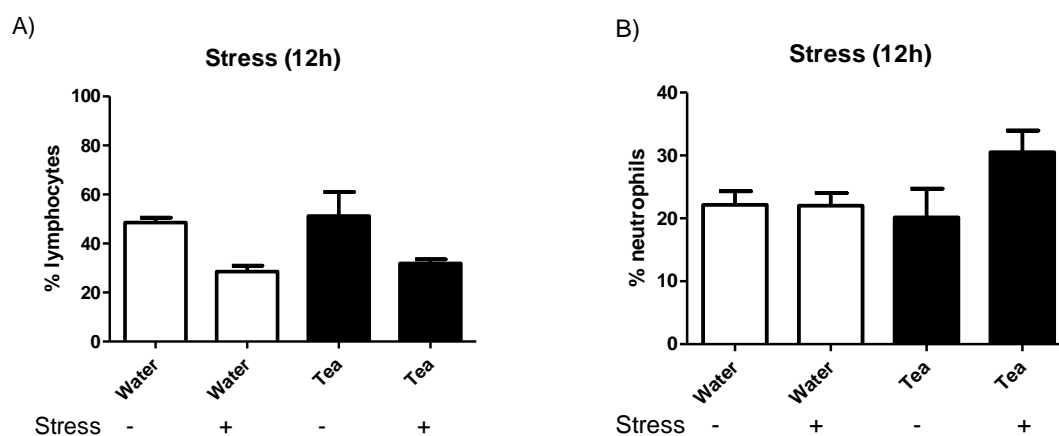 A)
Stress (12h)
% lymphocytes
100
80
60
40
20
0
Water Water Tea Tea
Stress - + - +
B)
Stress (12h)
% neutrophils
40
30
20
10
0
Water Water Tea Tea
Stress - + - +